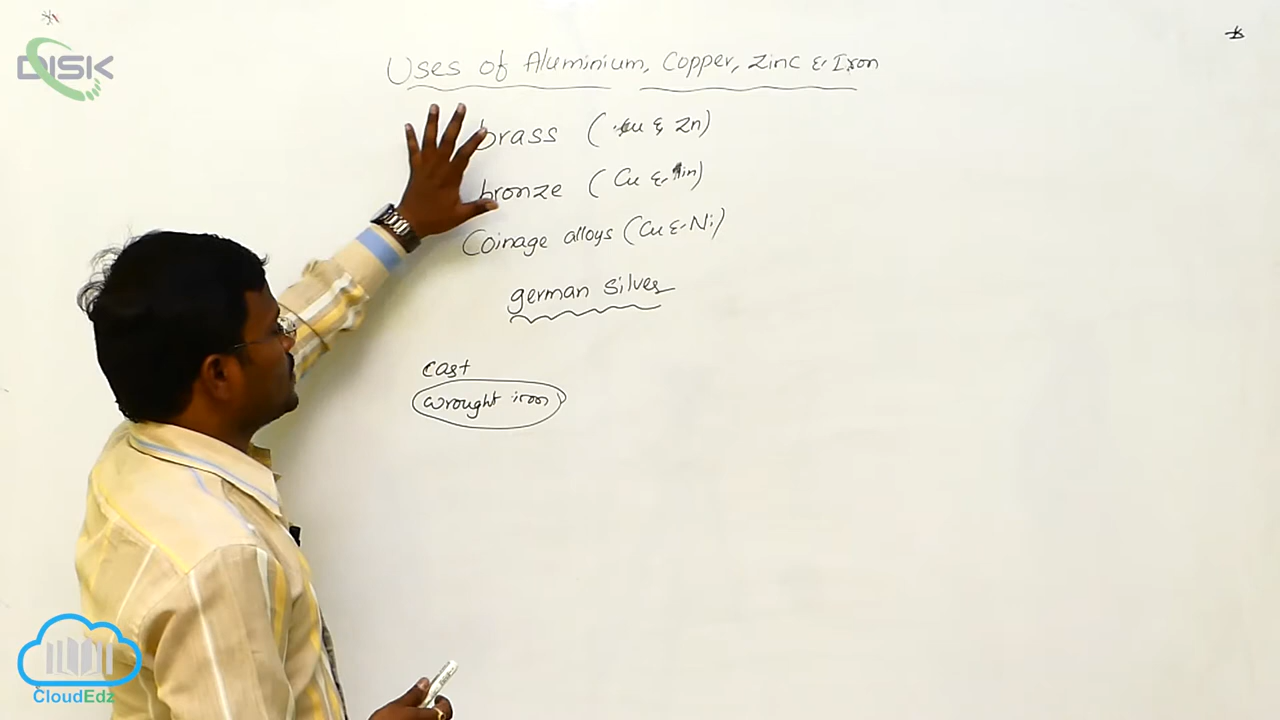 DISK
Uses of Aluminium, Copper, Zinc & Iron
brass (Cu & Zn)
bronze (Cu & Tin)
Coinage alloys (Cu & Ni)
german silver
cast
wrought iron
CloudEdz